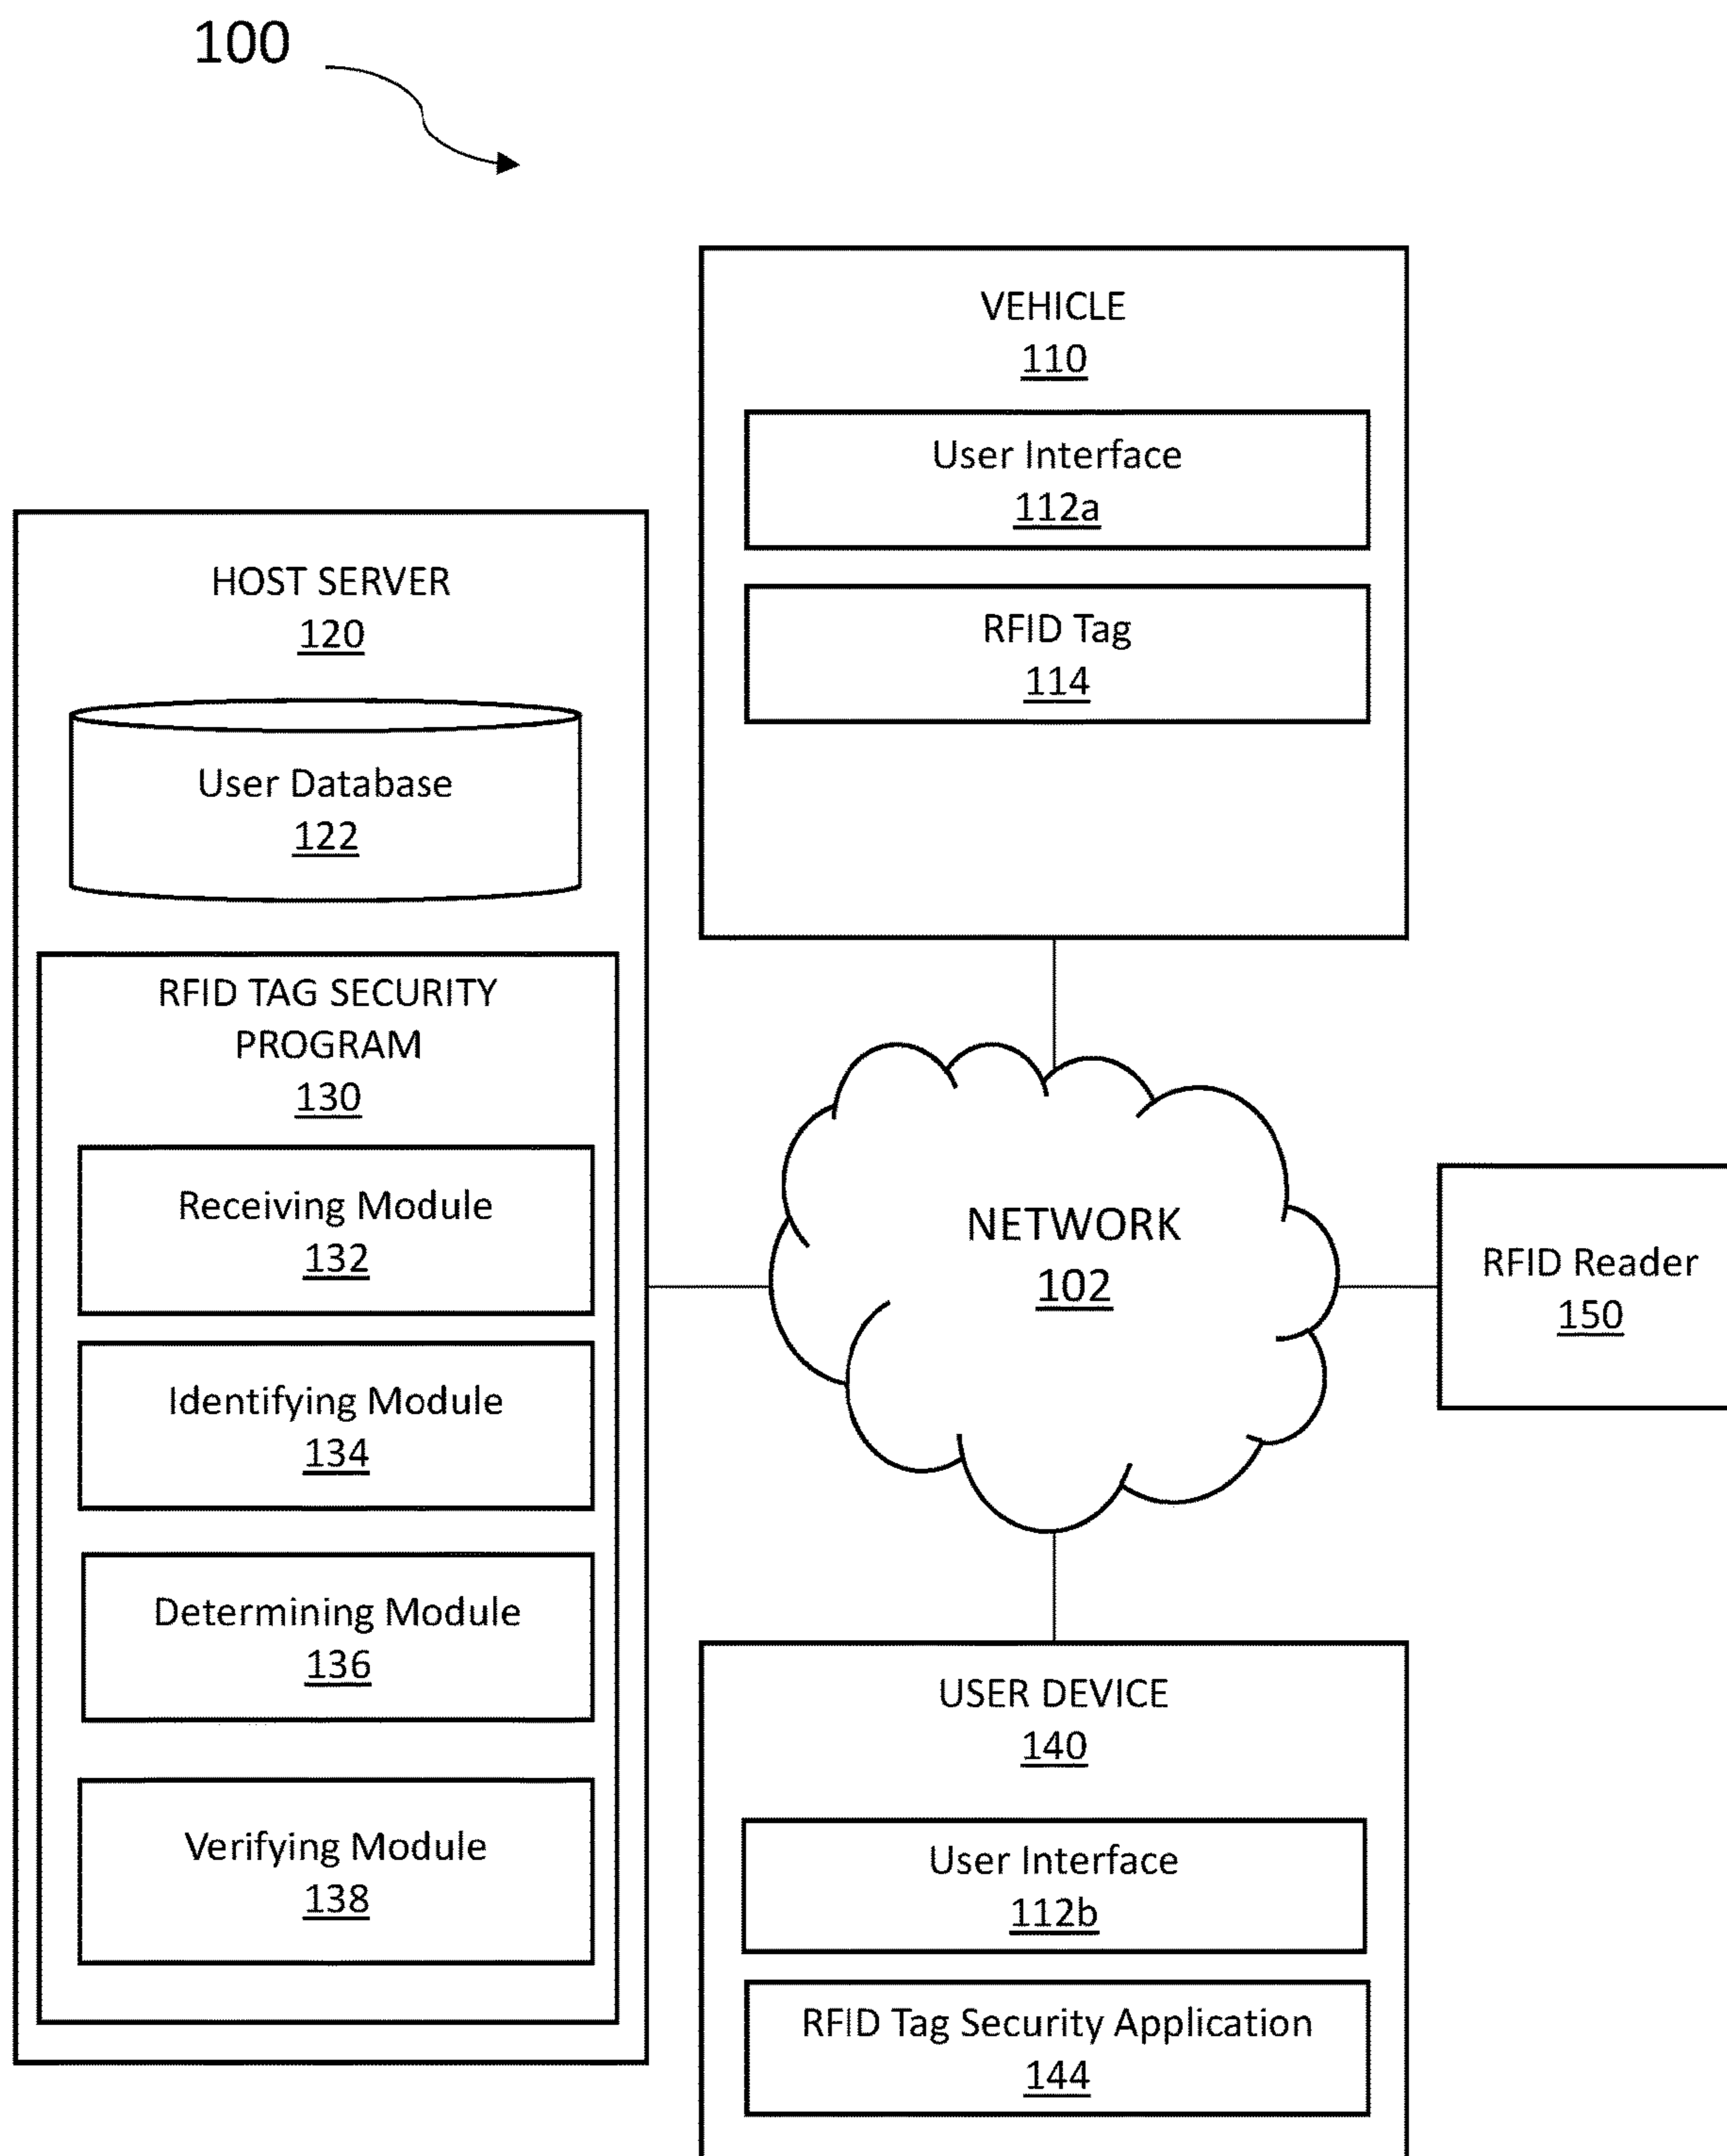 100
VEHICLE
110
User Interface
112a
RFID Tag
114
HOST SERVER
120
User Database
122
RFID TAG SECURITY
PROGRAM
130
Receiving Module
132
Identifying Module
134
Determining Module
136
Verifying Module
138
NETWORK
102
RFID Reader
150
USER DEVICE
140
User Interface
112b
RFID Tag Security Application
144